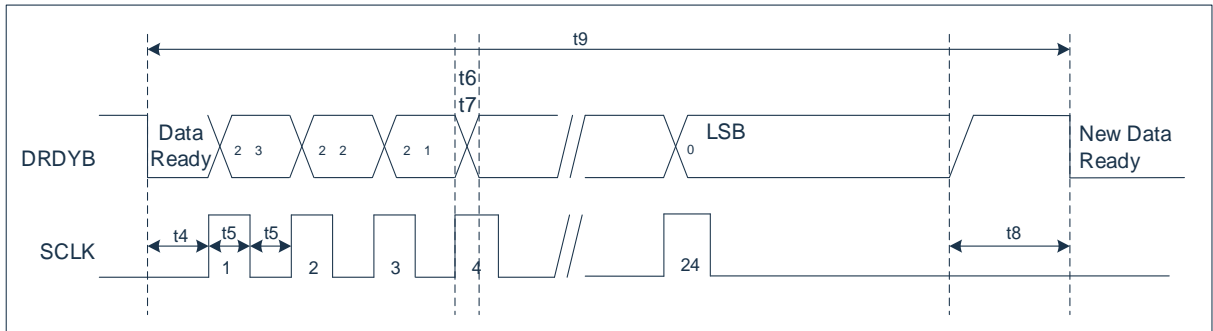 t9
t6
t7
DRDYB
Data
Ready
2 3
2 2
2 1
0
LSB
New Data
Ready
SCLK
t4
t5
t5
t8
1
2
3
4
24